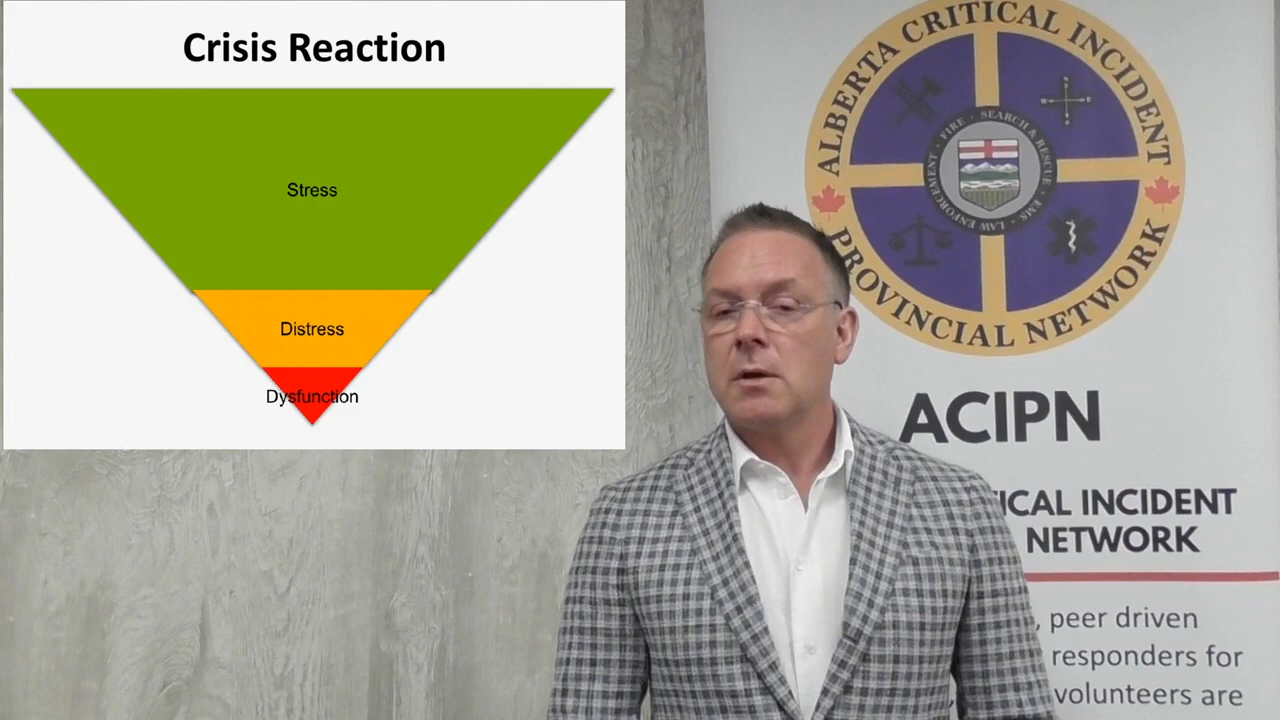 Crisis Reaction
Stress
Distress
Dysfunction
ALBERTA CRITICAL INCIDENT
PROVINCIAL NETWORK
FIRE · SEARCH & RESCUE · EMS · LAW ENFORCEMENT ·
ACIPN
ICAL INCIDENT
NETWORK
, peer driven
responders for
volunteers are